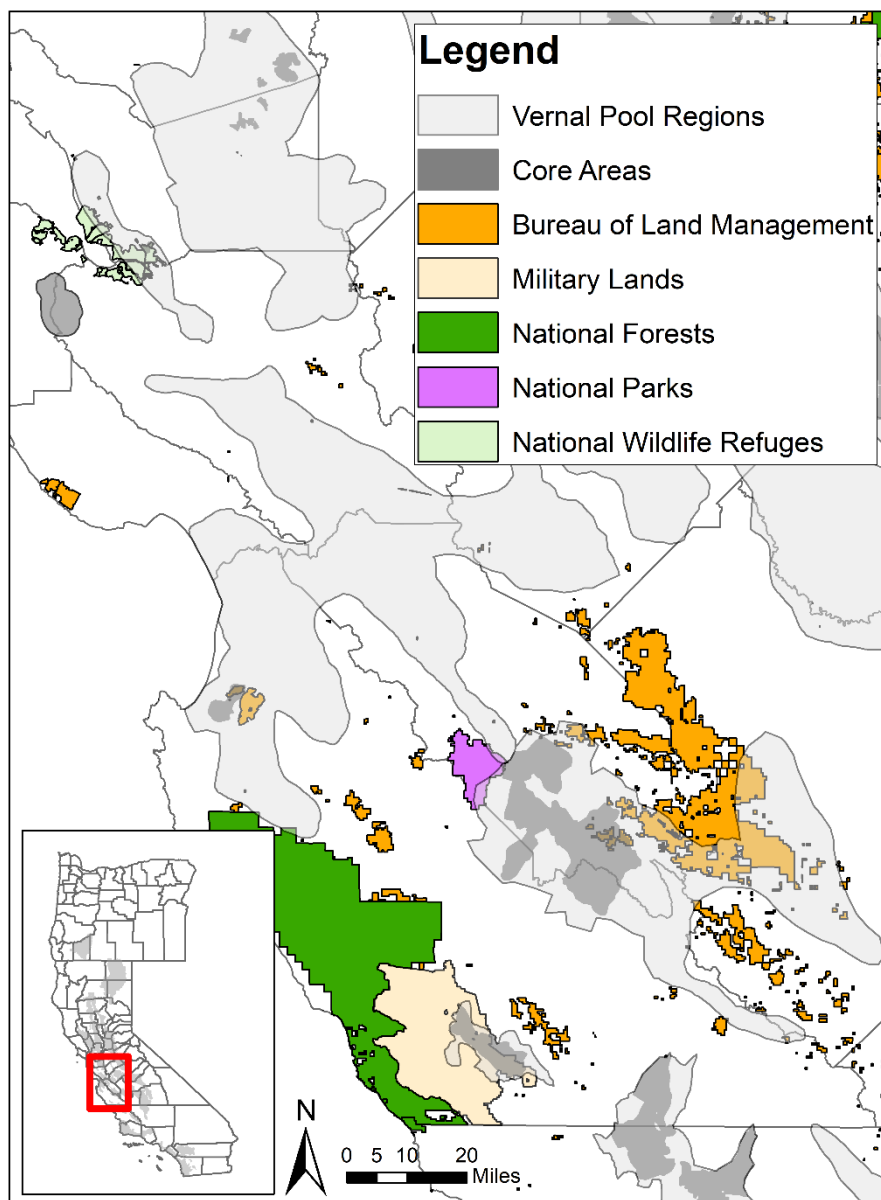 Legend
Vernal Pool Regions
Core Areas
Bureau of Land Management
Military Lands
National Forests
National Parks
National Wildlife Refuges
N
0 5 10 20
Miles